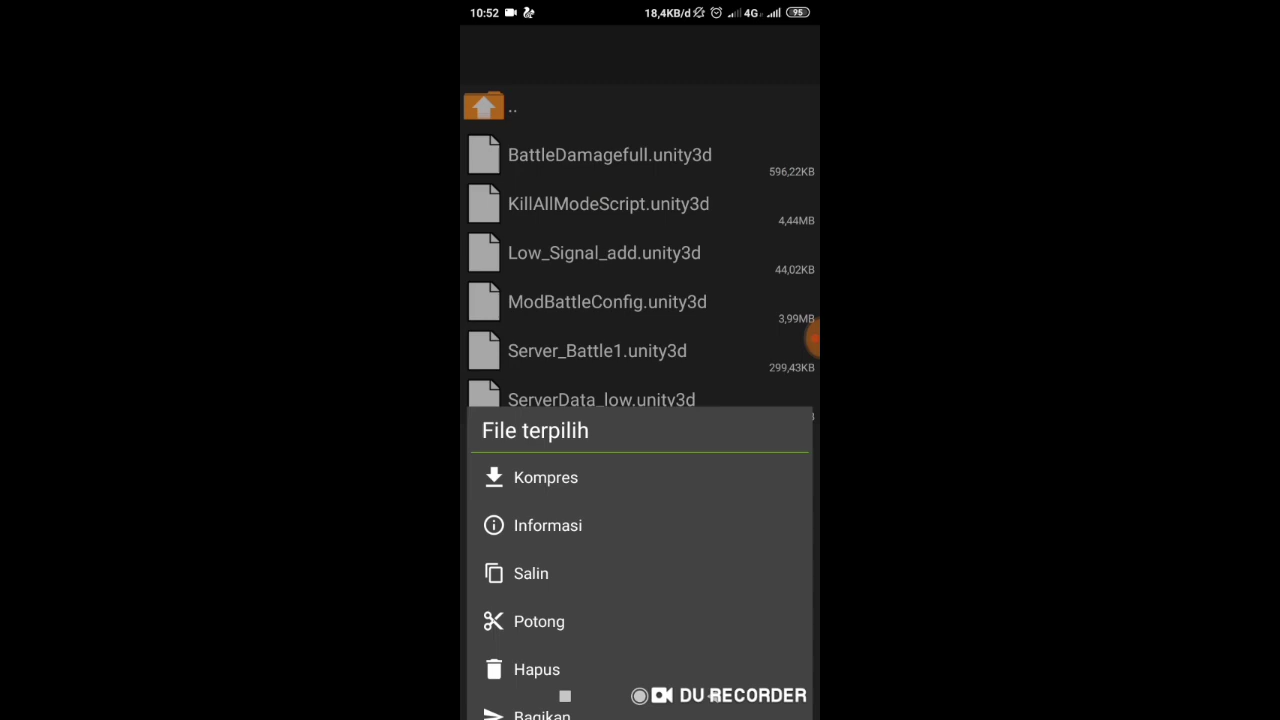 10:52
18,4KB/d 4G 95
..
BattleDamagefull.unity3d
596,22KB
KillAllModeScript.unity3d
4,44MB
Low_Signal_add.unity3d
44,02KB
ModBattleConfig.unity3d
3,99MB
Server_Battle1.unity3d
299,43KB
ServerData_low.unity3d
File terpilih
Kompres
Informasi
Salin
Potong
Hapus
DU RECORDER
Bagikan